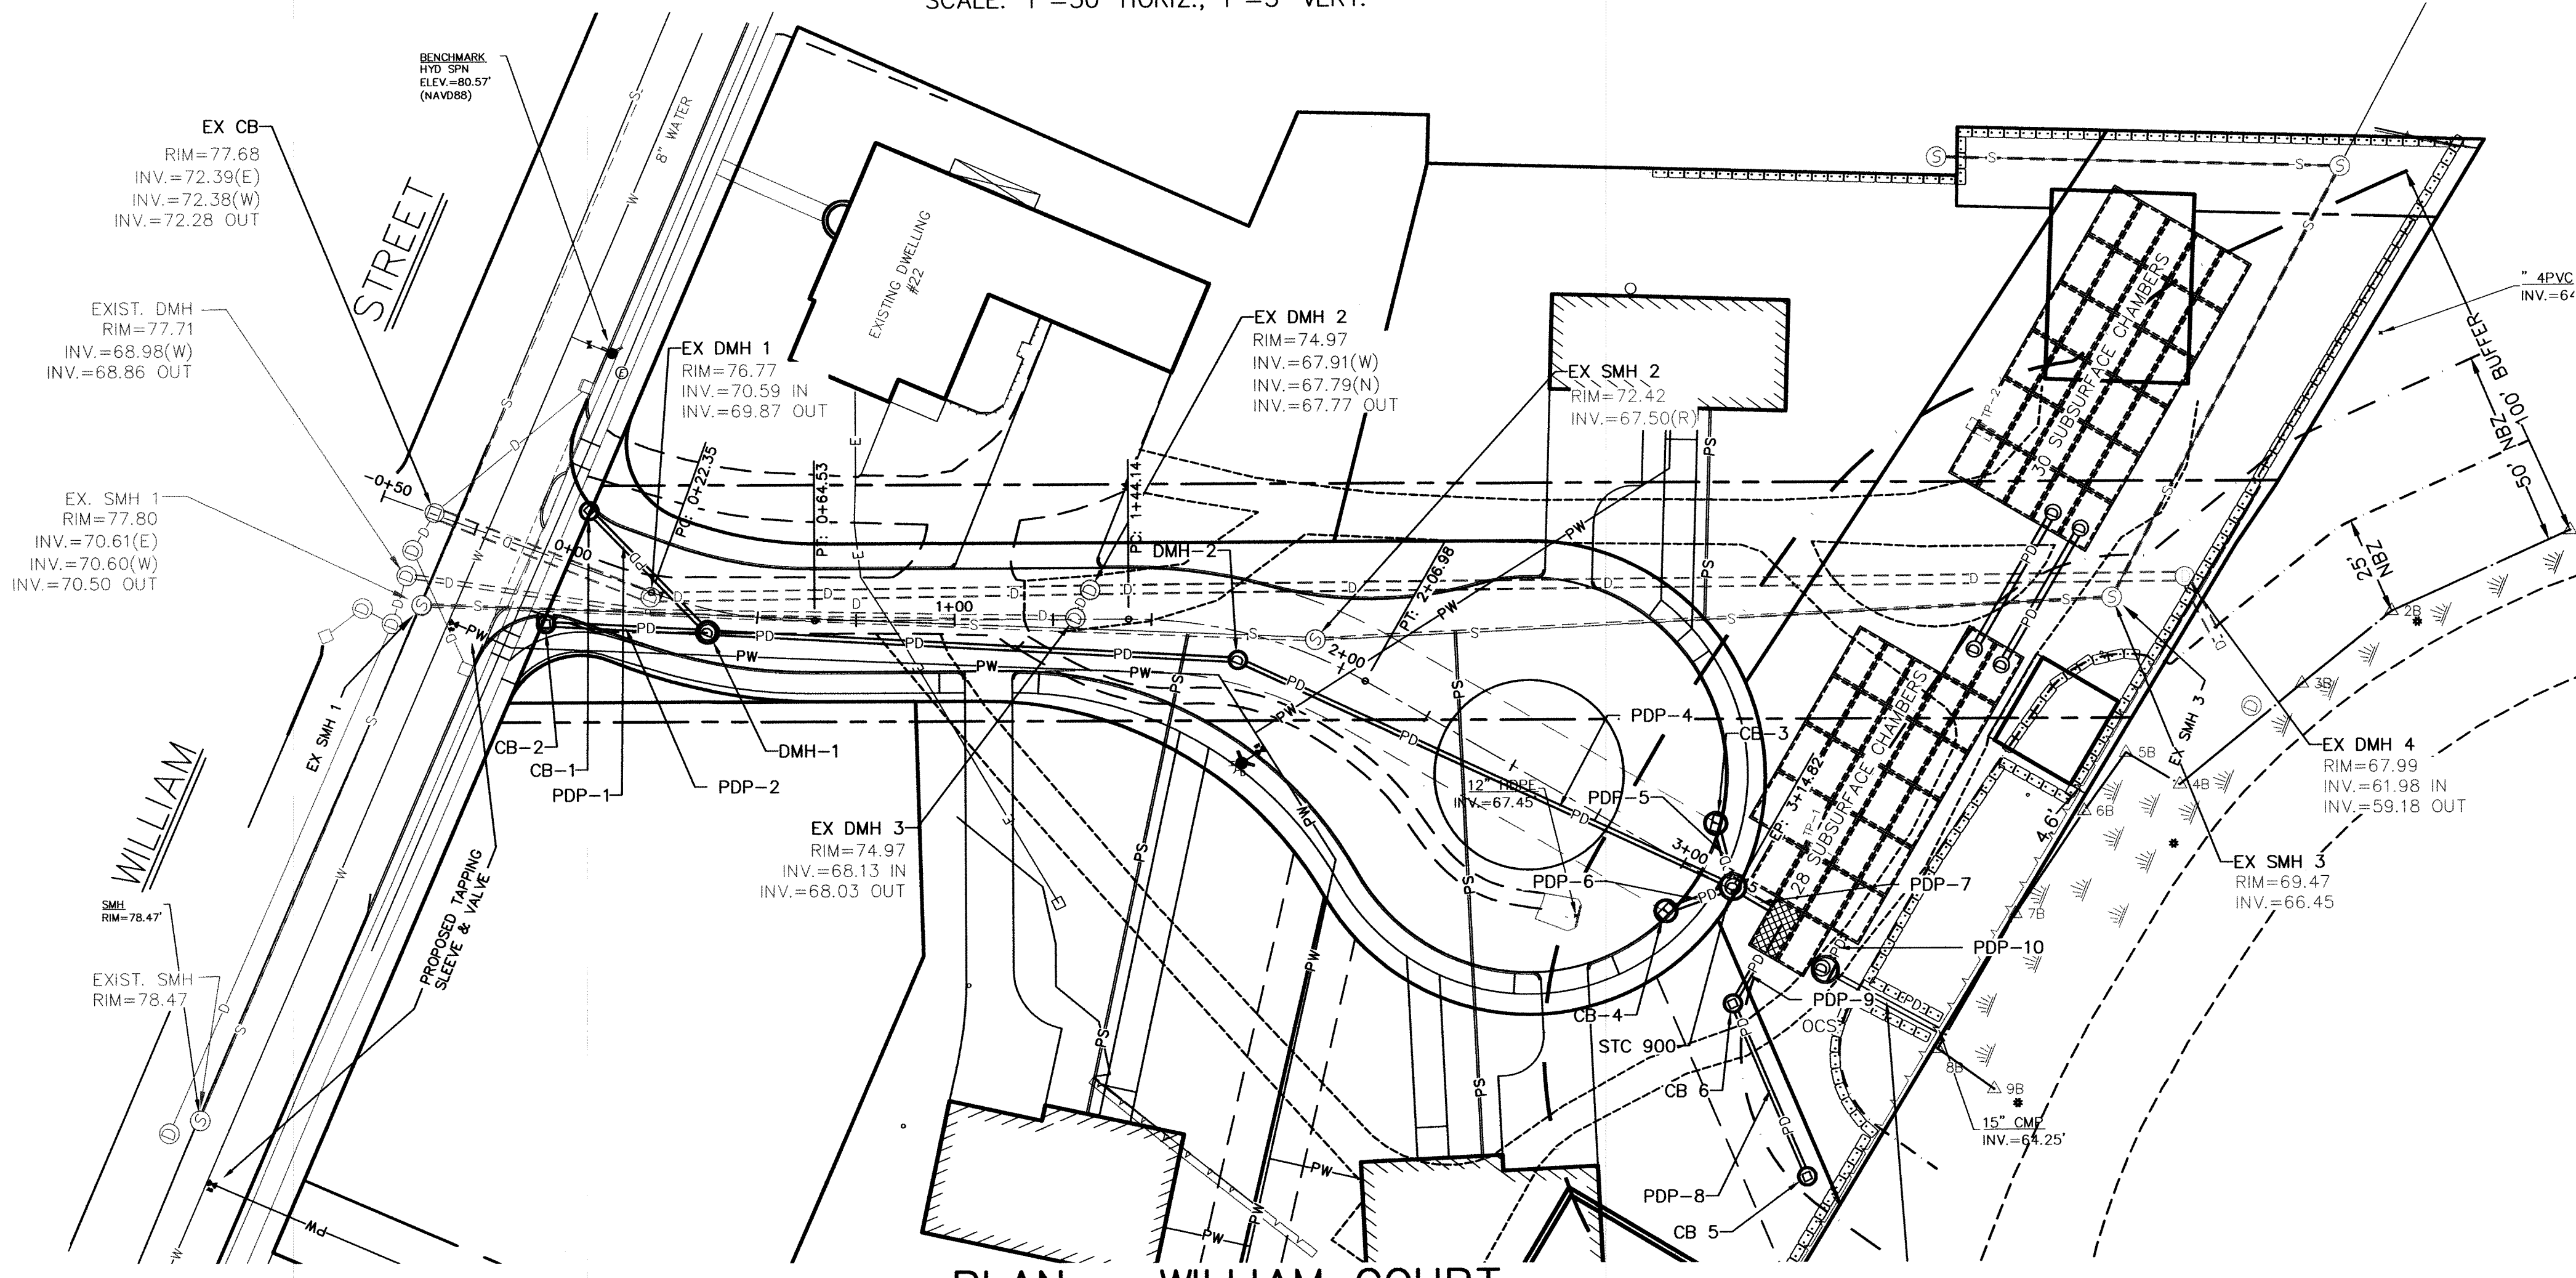 SCALE: 1"=30' HORIZ., 1"=3' VERT.
BENCHMARK
HYD SPN
ELEV.=80.57'
(NAVD88)
EX CB
RIM=77.68
INV.=72.39(E)
INV.=72.38(W)
INV.=72.28 OUT
STREET
8" WATER
EXIST. DMH
RIM=77.71
INV.=68.98(W)
INV.=68.86 OUT
EX. SMH 1
RIM=77.80
INV.=70.61(E)
INV.=70.60(W)
INV.=70.50 OUT
EXISTING DWELLING
#22
EX DMH 1
RIM=76.77
INV.=70.59 IN
INV.=69.87 OUT
EX DMH 2
RIM=74.97
INV.=67.91(W)
INV.=67.79(N)
INV.=67.77 OUT
EX SMH 2
RIM=72.42
INV.=67.50(R)
30 SUBSURFACE CHAMBERS
TP-2
" 4PVC
100' BUFFER
50' NBZ
25'
NBZ
-0+50
0+00
PC: 0+22.35
PT: 0+64.53
1+00
PC: 1+44.14
DMH-2
PT: 2+06.98
2+00
CB-2
CB-1
PDP-1
PDP-2
DMH-1
EX SMH 1
WILLIAM
SMH
RIM=78.47'
EXIST. SMH
RIM=78.47
PROPOSED TAPPING
SLEEVE & VALVE
EX DMH 3
RIM=74.97
INV.=68.13 IN
INV.=68.03 OUT
12" HDPE
INV.=67.45'
PDP-4
CB-3
PDP-5
PDP-6
3+00
EP: 3+14.82
TP-1
28 SUBSURFACE CHAMBERS
PDP-7
PDP-10
PDP-9
OCS
CB-4
STC 900
CB 6
PDP-8
CB 5
4.6'
2B
3B
4B
5B
6B
7B
8B
9B
EX SMH 3
EX DMH 4
RIM=67.99
INV.=61.98 IN
INV.=59.18 OUT
EX SMH 3
RIM=69.47
INV.=66.45
15" CMP
INV.=64.25'
PLAN - WILLIAM COURT